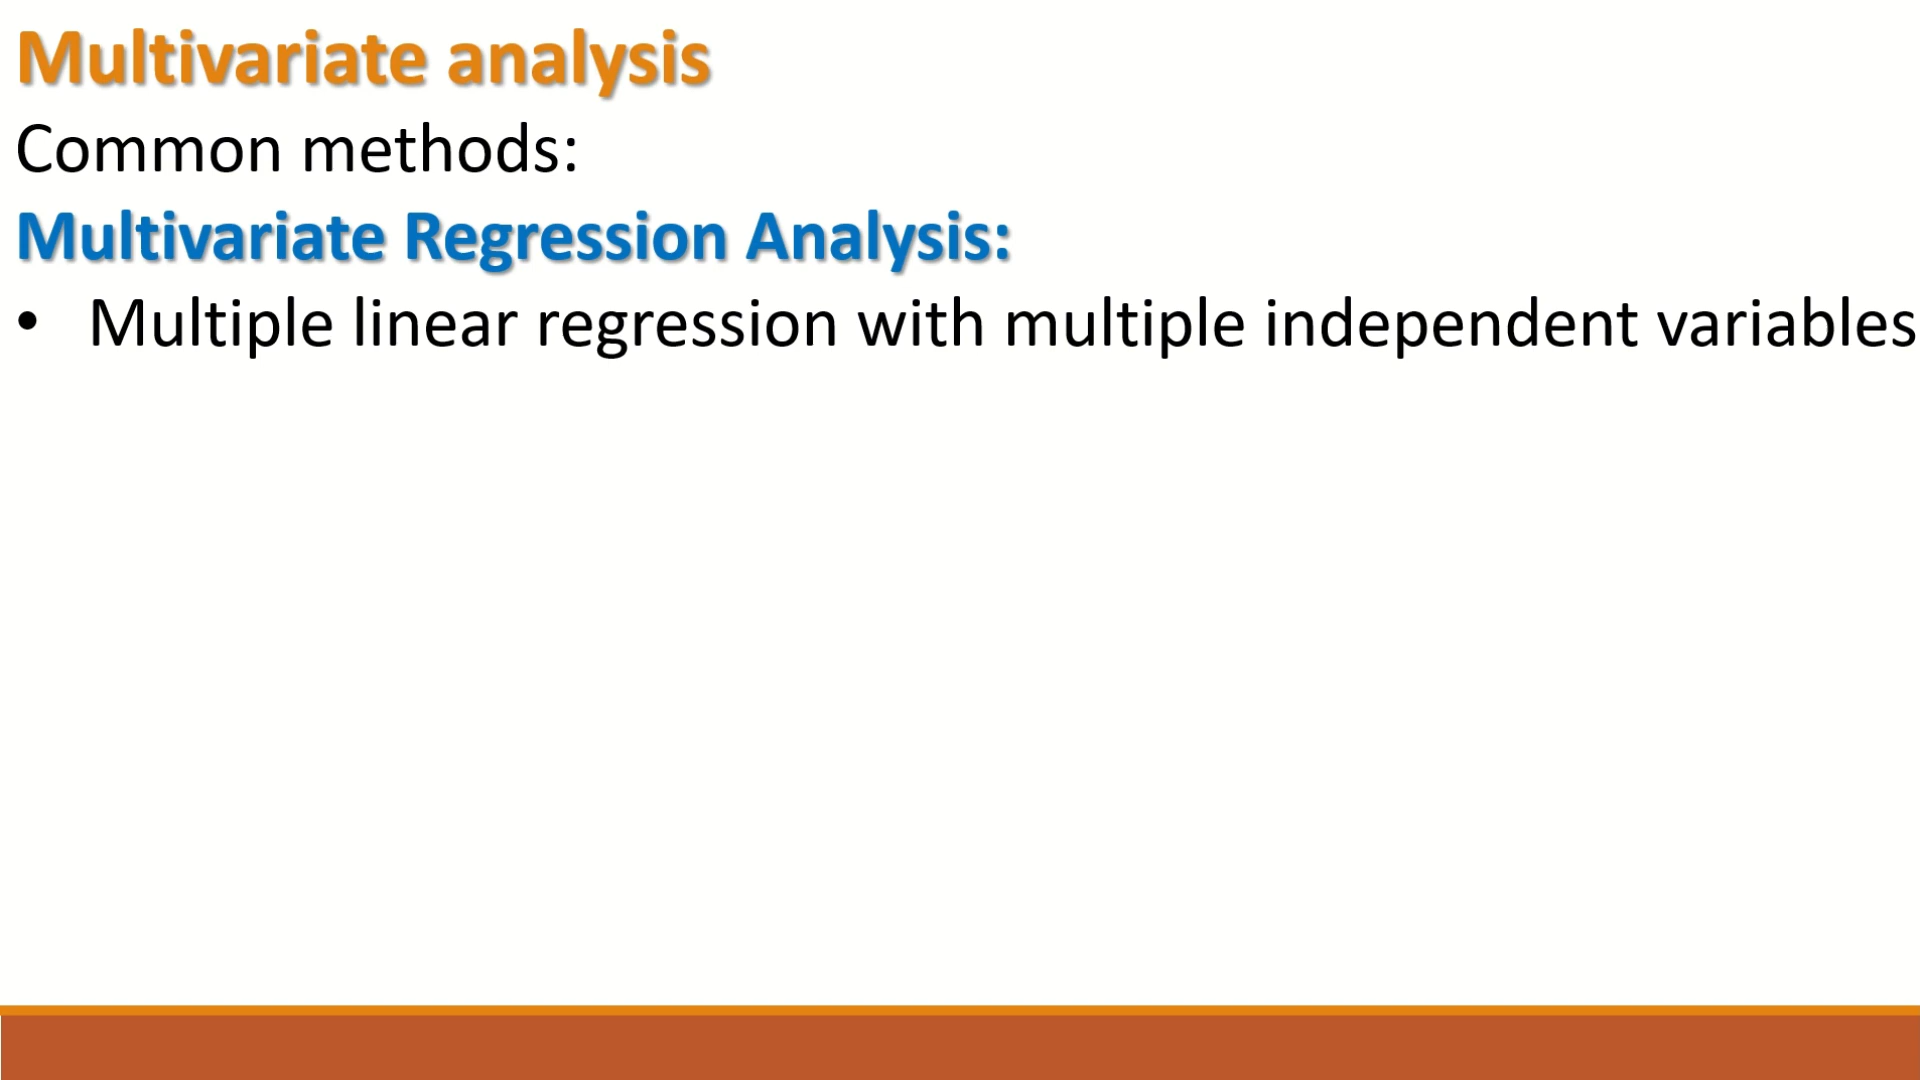 Multivariate analysis
Common methods:
Multivariate Regression Analysis:
• Multiple linear regression with multiple independent variables